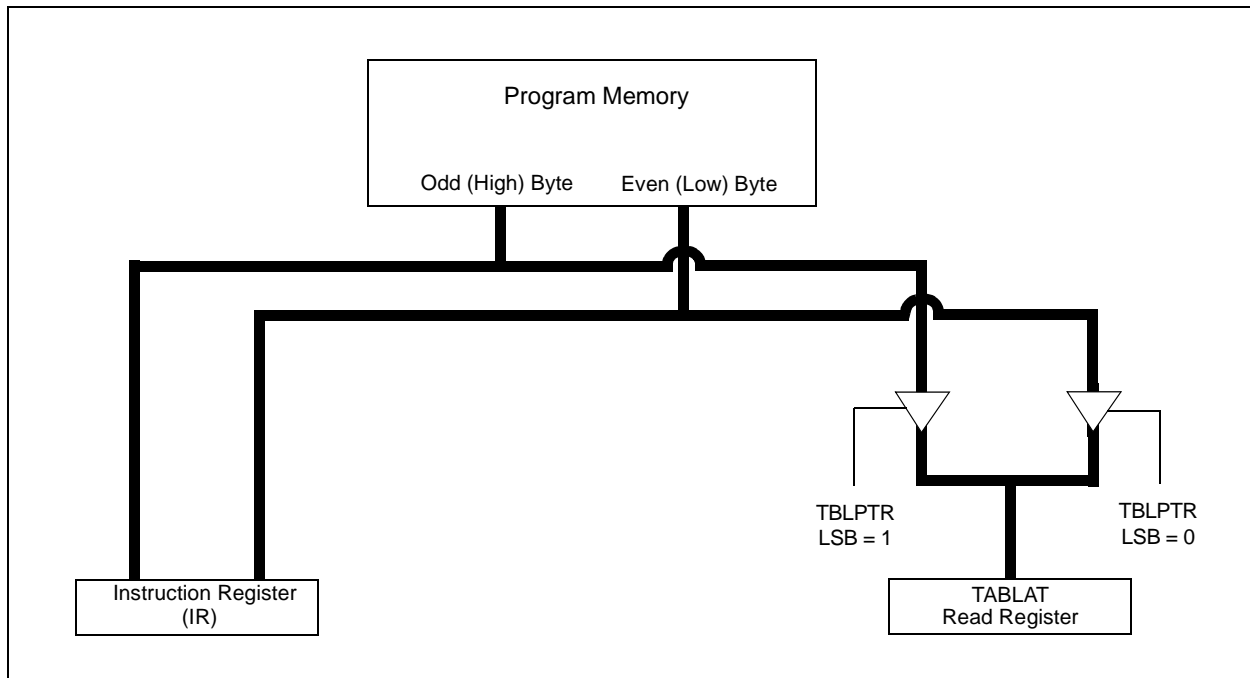 Program Memory
Odd (High) Byte
Even (Low) Byte
TBLPTR
LSB = 1
TBLPTR
LSB = 0
Instruction Register
(IR)
TABLAT
Read Register